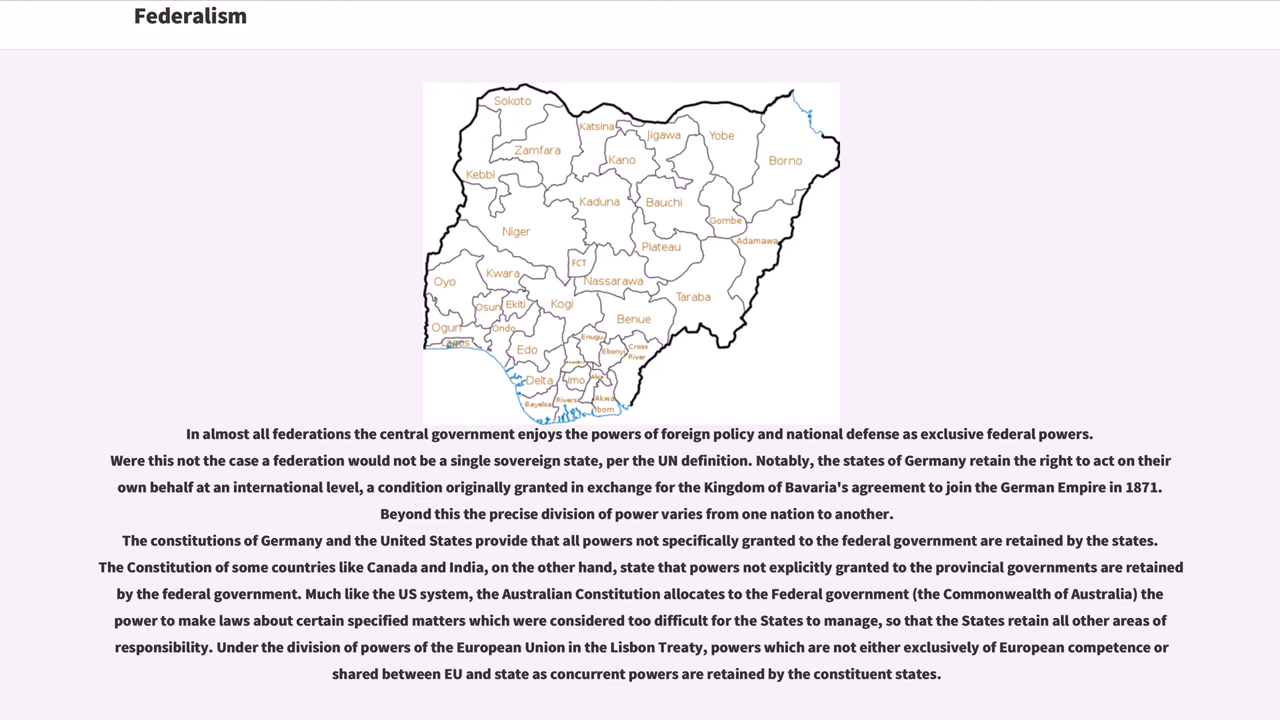 Federalism
Sokoto
Katsina
Jigawa
Yobe
Zamfara
Kano
Borno
Kebbi
Kaduna
Bauchi
Gombe
Niger
Adamawa
Plateau
FCT
Kwara
Oyo
Nassarawa
Taraba
Osun
Ekiti
Kogi
Benue
Ogun
Ondo
Lagos
Edo
Enugu
Ebonyi
Cross
River
Delta
Imo
Bayelsa
Rivers
Akwa
Ibom
In almost all federations the central government enjoys the powers of foreign policy and national defense as exclusive federal powers.
Were this not the case a federation would not be a single sovereign state, per the UN definition. Notably, the states of Germany retain the right to act on their
own behalf at an international level, a condition originally granted in exchange for the Kingdom of Bavaria's agreement to join the German Empire in 1871.
Beyond this the precise division of power varies from one nation to another.
The constitutions of Germany and the United States provide that all powers not specifically granted to the federal government are retained by the states.
The Constitution of some countries like Canada and India, on the other hand, state that powers not explicitly granted to the provincial governments are retained
by the federal government. Much like the US system, the Australian Constitution allocates to the Federal government (the Commonwealth of Australia) the
power to make laws about certain specified matters which were considered too difficult for the States to manage, so that the States retain all other areas of
responsibility. Under the division of powers of the European Union in the Lisbon Treaty, powers which are not either exclusively of European competence or
shared between EU and state as concurrent powers are retained by the constituent states.